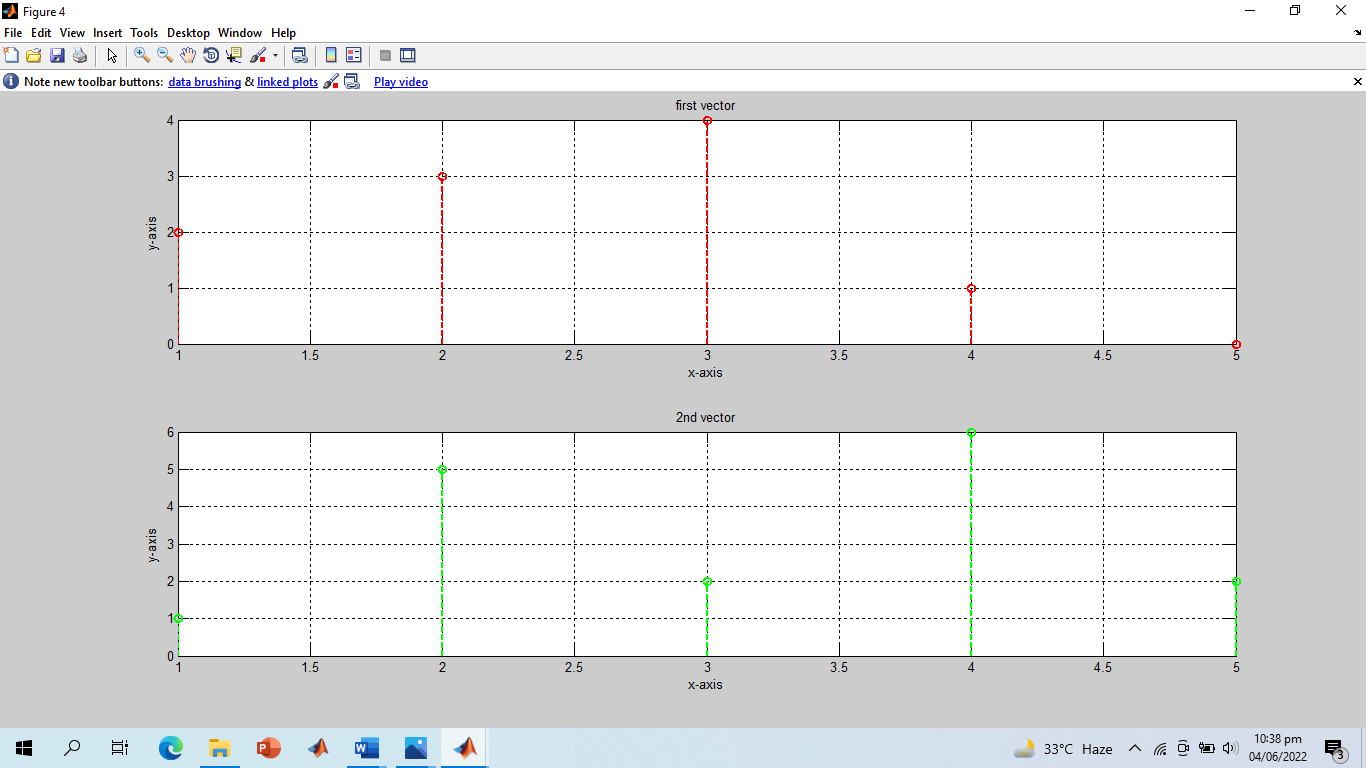 Figure 4
File Edit View Insert Tools Desktop Window Help
Note new toolbar buttons: data brushing & linked plots Play video
first vector
4
3
2
1
0
y-axis
1 1.5 2 2.5 3 3.5 4 4.5 5
x-axis
2nd vector
6
5
4
3
2
1
0
y-axis
1 1.5 2 2.5 3 3.5 4 4.5 5
x-axis
33°C Haze
10:38 pm
04/06/2022
3